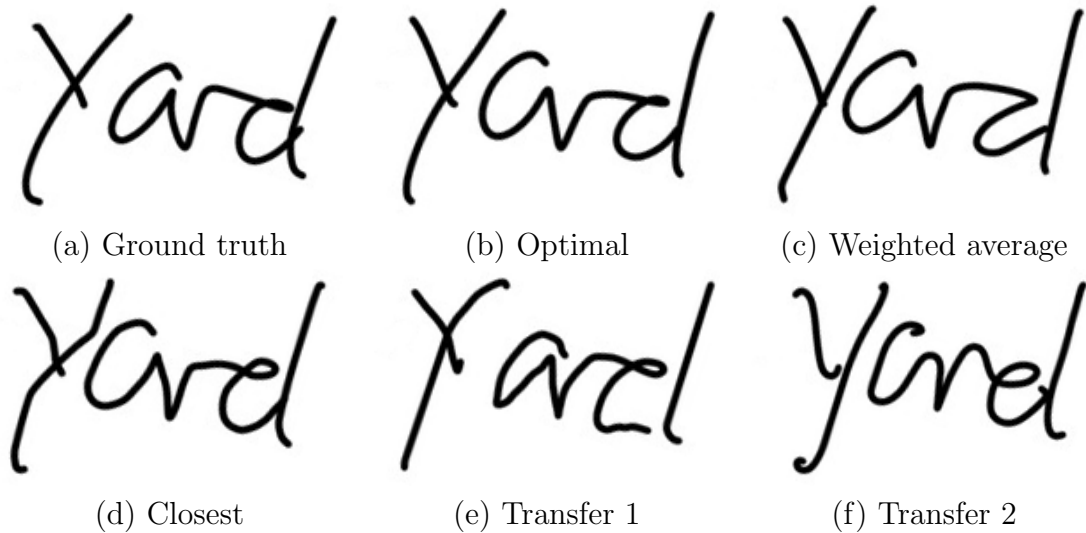 Yard Yard Yard
(a) Ground truth (b) Optimal (c) Weighted average
Yard Yard Yard
(d) Closest (e) Transfer 1 (f) Transfer 2